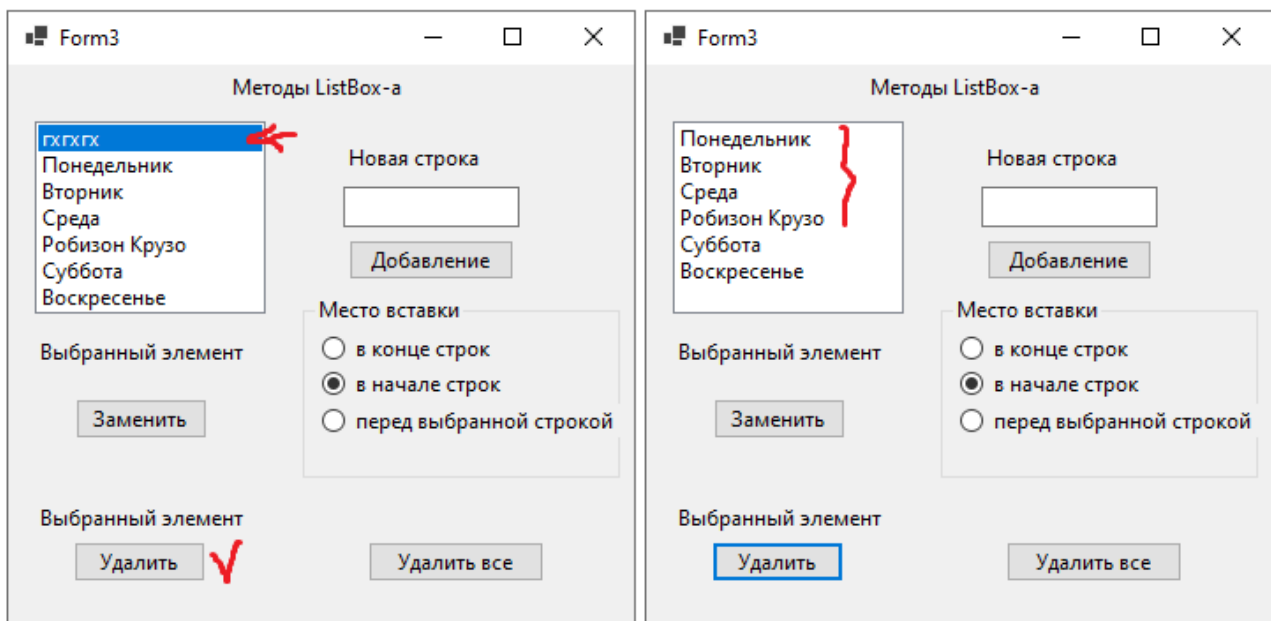 Form3
Методы ListBox-а
гхгхгх
Понедельник
Вторник
Среда
Робизон Крузо
Суббота
Воскресенье
Новая строка
Добавление
Место вставки
в конце строк
в начале строк
перед выбранной строкой
Выбранный элемент
Заменить
Выбранный элемент
Удалить
Удалить все
Form3
Методы ListBox-а
Понедельник
Вторник
Среда
Робизон Крузо
Суббота
Воскресенье
Новая строка
Добавление
Место вставки
в конце строк
в начале строк
перед выбранной строкой
Выбранный элемент
Заменить
Выбранный элемент
Удалить
Удалить все